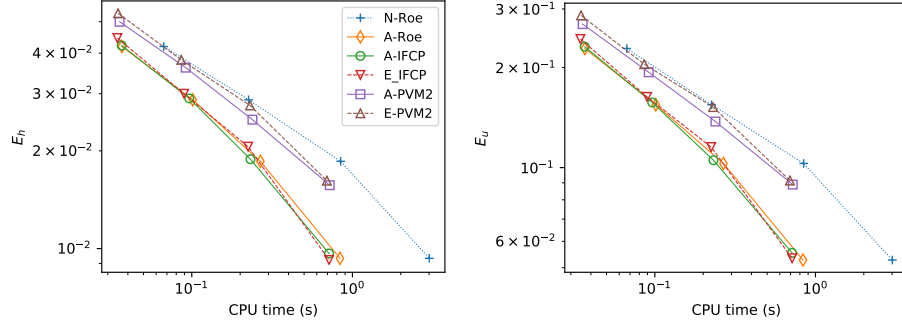 4 × 10⁻²
3 × 10⁻²
2 × 10⁻²
10⁻²
E_h
10⁻¹
10⁰
CPU time (s)
N-Roe
A-Roe
A-IFCP
E_IFCP
A-PVM2
E-PVM2
3 × 10⁻¹
2 × 10⁻¹
10⁻¹
6 × 10⁻²
E_u
10⁻¹
10⁰
CPU time (s)